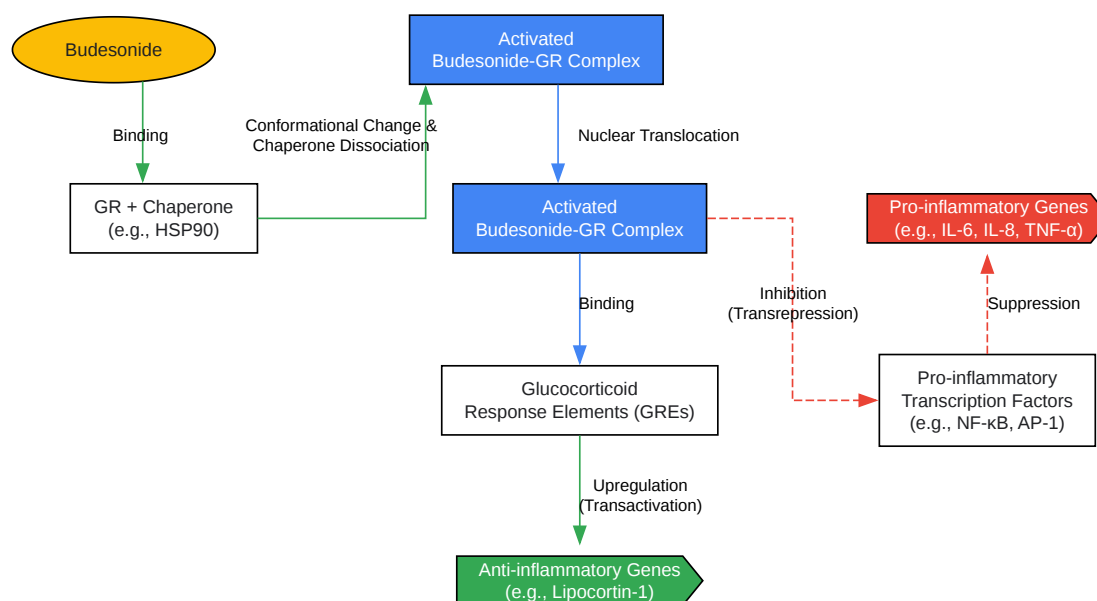 Budesonide
Activated
Budesonide-GR Complex
Binding
Conformational Change &
Chaperone Dissociation
Nuclear Translocation
GR + Chaperone
(e.g., HSP90)
Activated
Budesonide-GR Complex
Pro-inflammatory Genes
(e.g., IL-6, IL-8, TNF-α)
Binding
Inhibition
(Transrepression)
Suppression
Glucocorticoid
Response Elements (GREs)
Pro-inflammatory
Transcription Factors
(e.g., NF-κB, AP-1)
Upregulation
(Transactivation)
Anti-inflammatory Genes
(e.g., Lipocortin-1)